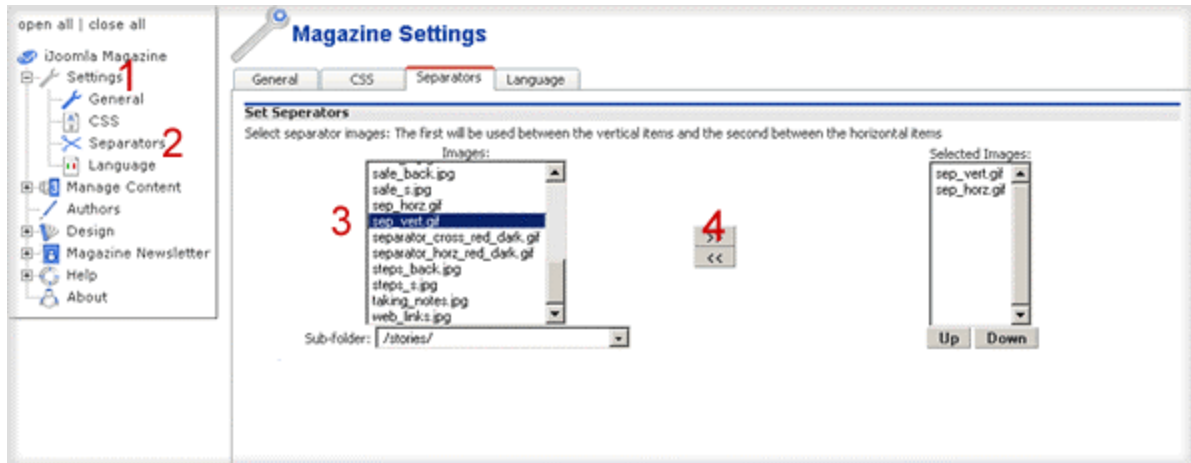 open all | close all
iJoomla Magazine
Settings
1
General
CSS
Separators
2
Language
Manage Content
Authors
Design
Magazine Newsletter
Help
About
Magazine Settings
General CSS Separators Language
Set Seperators
Select separator images: The first will be used between the vertical items and the second between the horizontal items
Images:
safe_back.jpg
safe_s.jpg
sep_horz.gif
sep_vert.gif
separator_cross_red_dark.gif
separator_horz_red_dark.gif
steps_back.jpg
steps_s.jpg
taking_notes.jpg
web_links.jpg
3
Sub-folder: /stories/
4
>>
<<
Selected Images:
sep_vert.gif
sep_horz.gif
Up Down